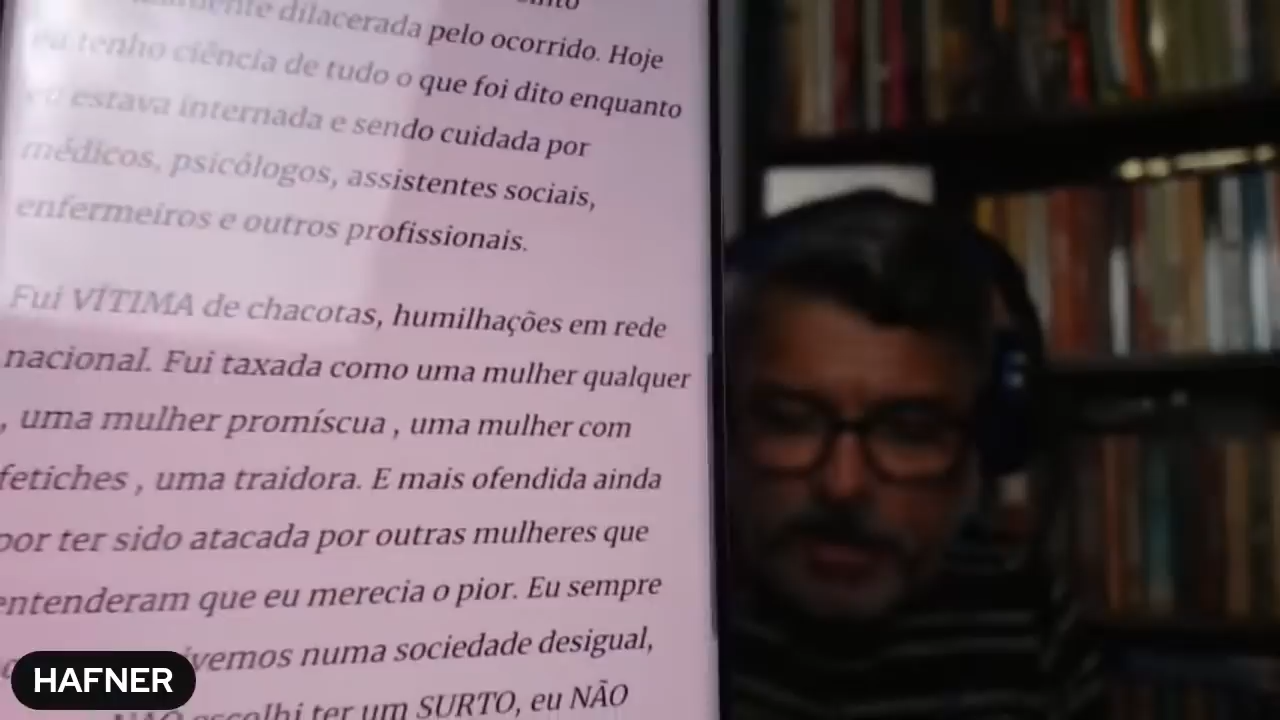 dilacerada pelo ocorrido. Hoje
eu tenho ciência de tudo o que foi dito enquanto
eu estava internada e sendo cuidada por
médicos, psicólogos, assistentes sociais,
enfermeiros e outros profissionais.
Fui VÍTIMA de chacotas, humilhações em rede
nacional. Fui taxada como uma mulher qualquer
, uma mulher promíscua , uma mulher com
fetiches , uma traidora. E mais ofendida ainda
por ter sido atacada por outras mulheres que
entenderam que eu merecia o pior. Eu sempre
vivemos numa sociedade desigual,
NÃO escolhi ter um SURTO, eu NÃO
HAFNER